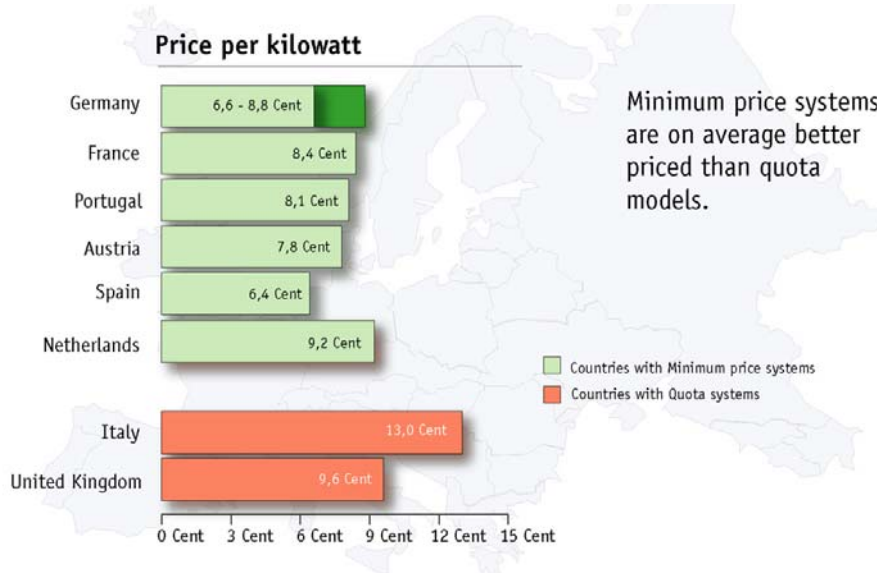 Price per kilowatt
Germany
6,6 - 8,8 Cent
France
8,4 Cent
Portugal
8,1 Cent
Austria
7,8 Cent
Spain
6,4 Cent
Netherlands
9,2 Cent
Italy
13,0 Cent
United Kingdom
9,6 Cent
0 Cent 3 Cent 6 Cent 9 Cent 12 Cent 15 Cent
Minimum price systems
are on average better
priced than quota
models.
Countries with Minimum price systems
Countries with Quota systems